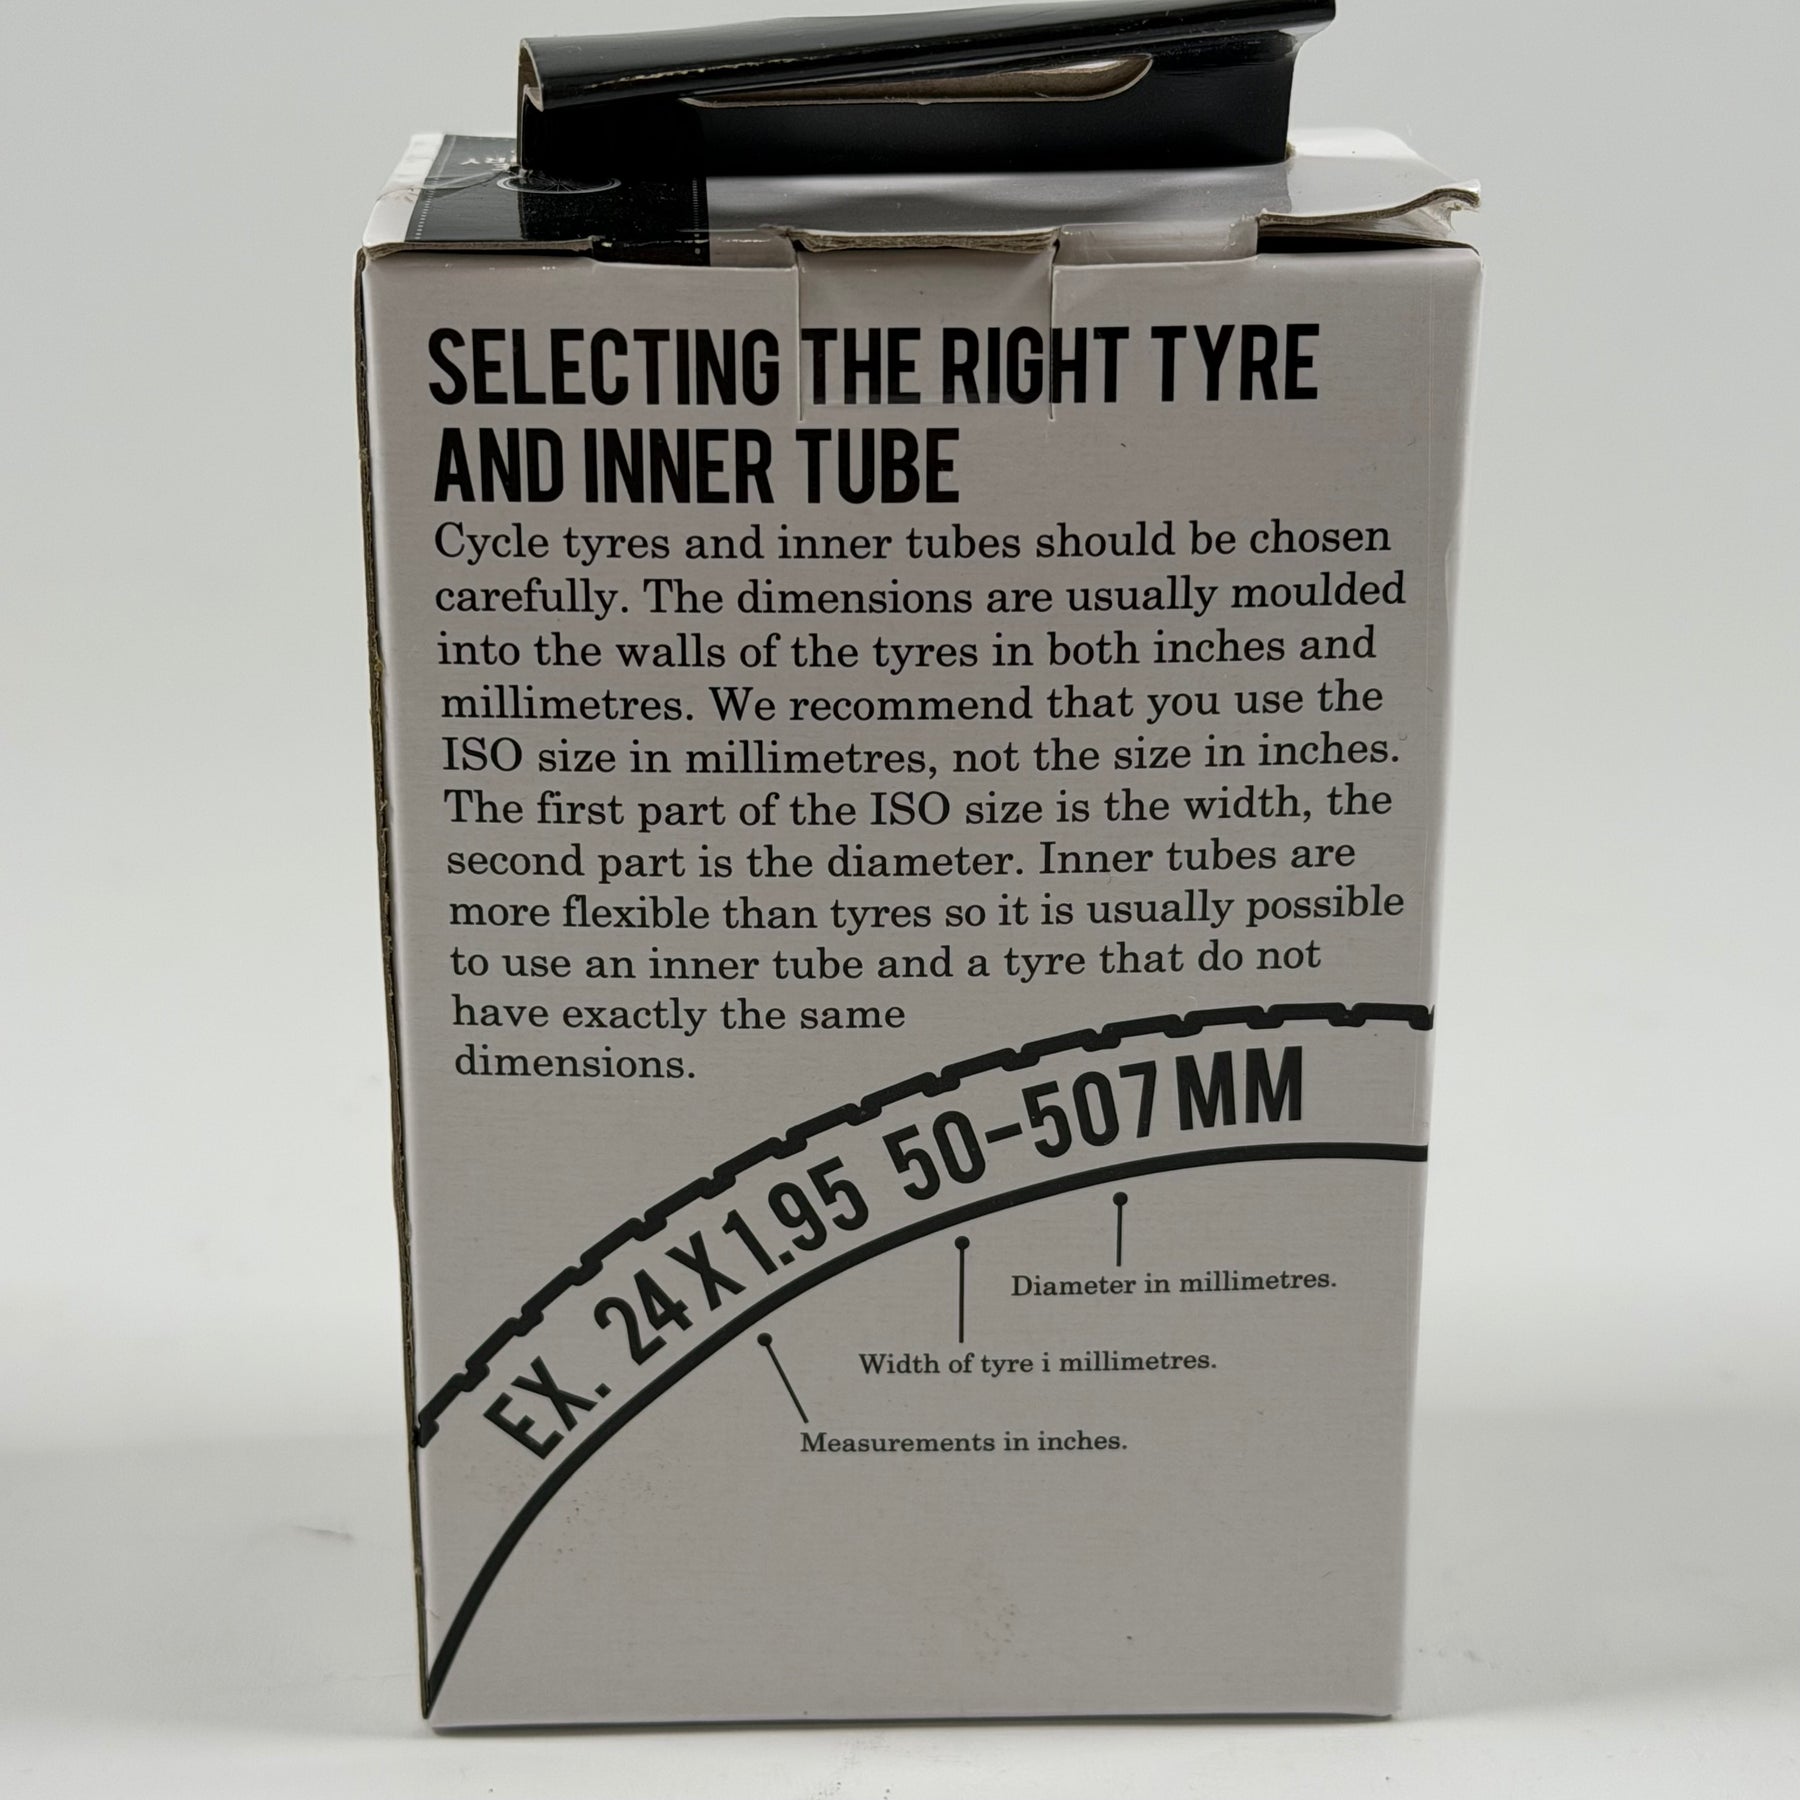 SELECTING THE RIGHT TYRE
AND INNER TUBE
Cycle tyres and inner tubes should be chosen
carefully. The dimensions are usually moulded
into the walls of the tyres in both inches and
millimetres. We recommend that you use the
ISO size in millimetres, not the size in inches.
The first part of the ISO size is the width, the
second part is the diameter. Inner tubes are
more flexible than tyres so it is usually possible
to use an inner tube and a tyre that do not
have exactly the same
dimensions.
EX. 24 X 1.95 50-507 MM
Diameter in millimetres.
Width of tyre i millimetres.
Measurements in inches.